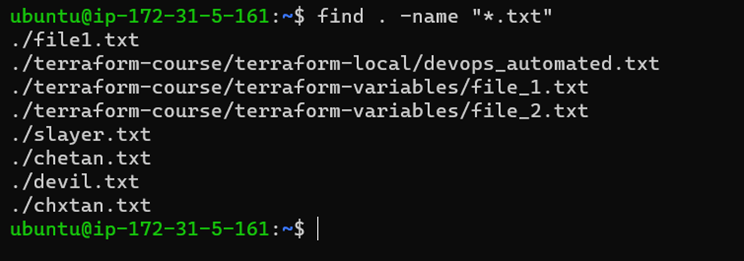 ubuntu@ip-172-31-5-161:~$ find . -name "*.txt"
./file1.txt
./terraform-course/terraform-local/devops_automated.txt
./terraform-course/terraform-variables/file_1.txt
./terraform-course/terraform-variables/file_2.txt
./slayer.txt
./chetan.txt
./devil.txt
./chxtan.txt
ubuntu@ip-172-31-5-161:~$